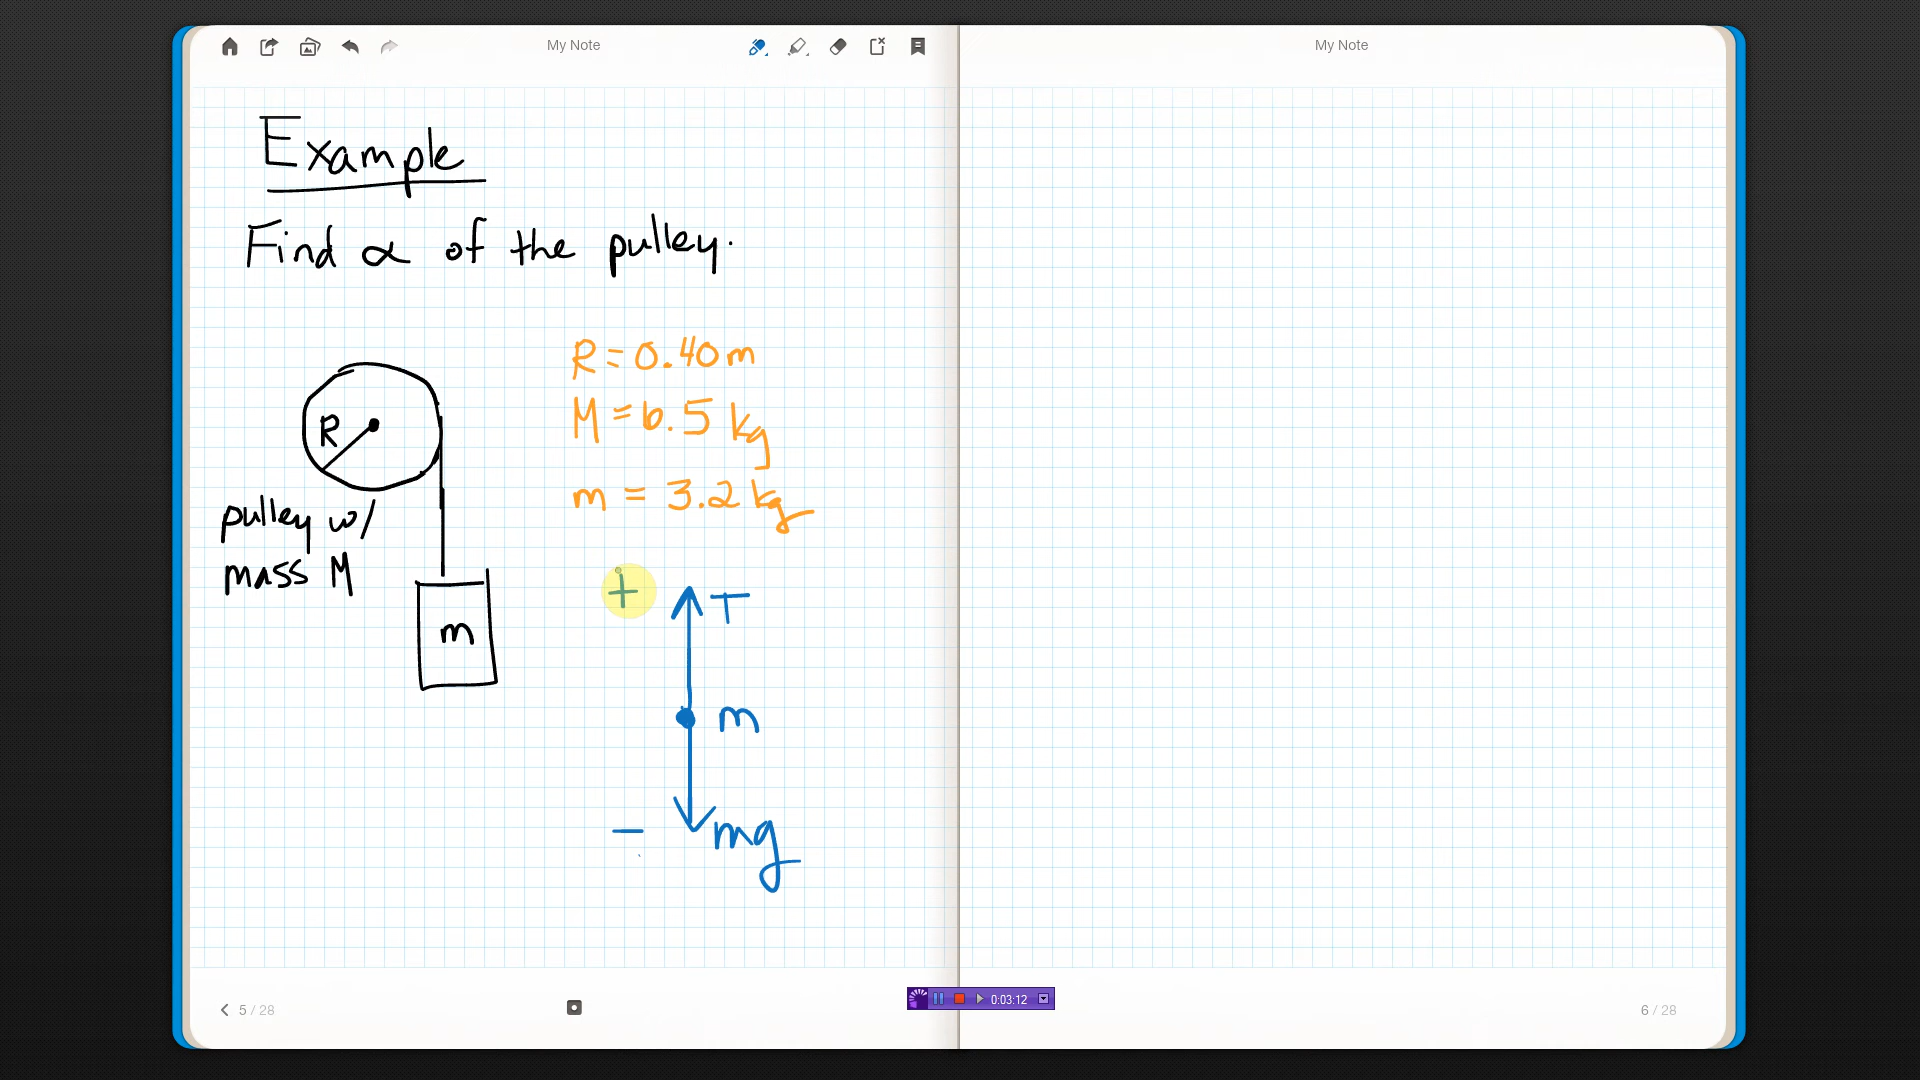 My Note
My Note
Example
Find α of the pulley.
R = 0.40 m
M = 6.5 kg
m = 3.2 kg
R
pulley w/
mass M
m
+
T
m
−
mg
5 / 28
0:03:12
6 / 28